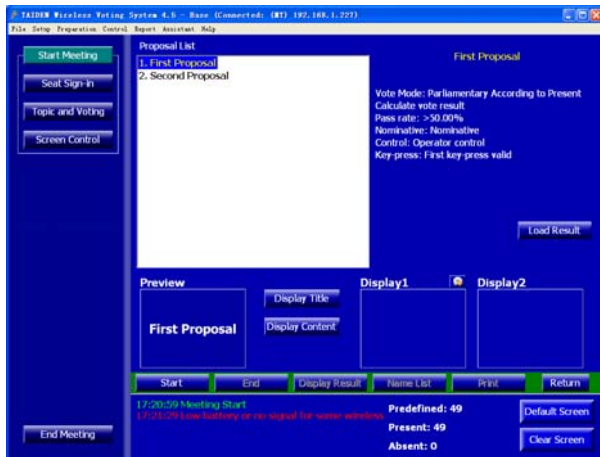 TAIDEN Wireless Voting System 4.5 - Base (Connected: (MT) 192.168.1.227)
File Setup Preparation Control Report Assistant Help
Start Meeting
Seat Sign-in
Topic and Voting
Screen Control
End Meeting
Proposal List
1. First Proposal
2. Second Proposal
First Proposal
Vote Mode: Parliamentary According to Present
Calculate vote result
Pass rate: >50.00%
Nominative: Nominative
Control: Operator control
Key-press: First key-press valid
Load Result
Preview
First Proposal
Display Title
Display Content
Display1
Display2
Start End Display Result Name List Print Return
17:20:59 Meeting Start
17:21:29 Low battery or no signal for some wireless
Predefined: 49
Present: 49
Absent: 0
Default Screen
Clear Screen